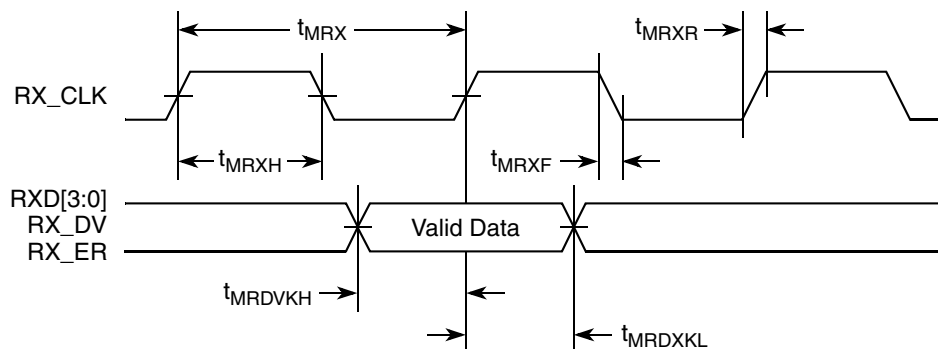 tMRX
tMRXR
RX_CLK
tMRXH
tMRXF
RXD[3:0]
RX_DV
Valid Data
RX_ER
tMRDVKH
tMRDXKL